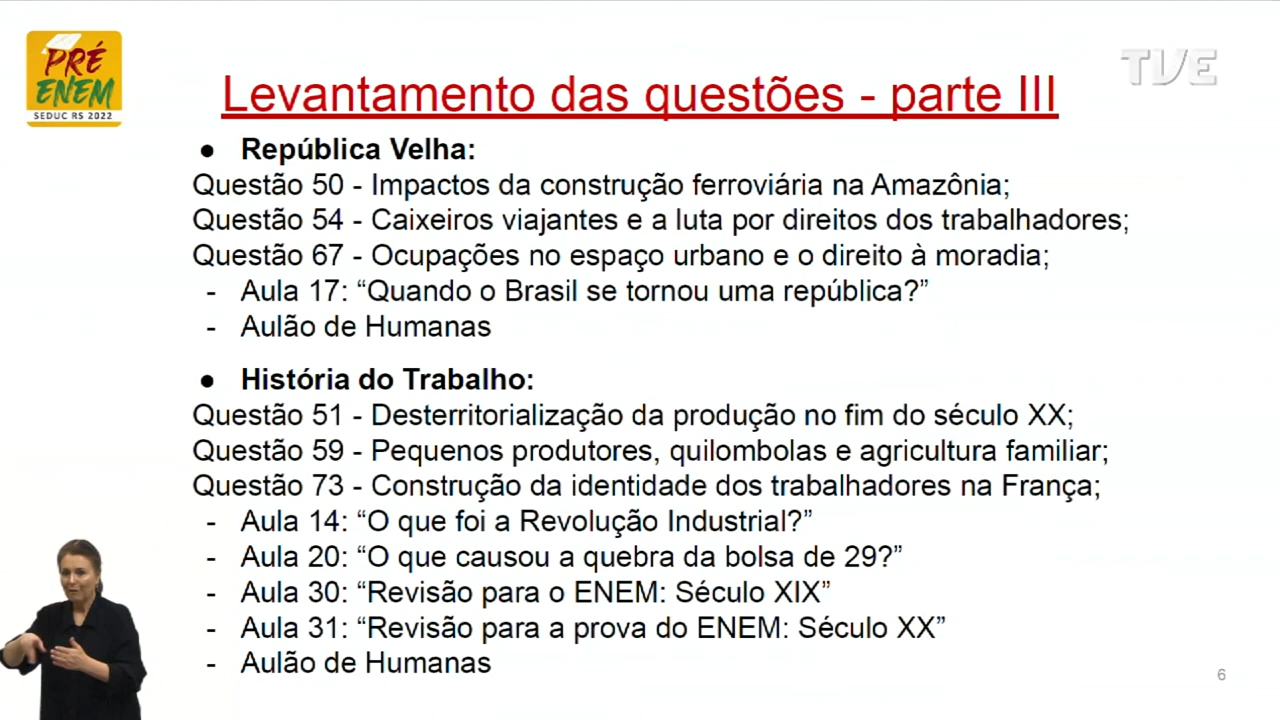 PRÉ
ENEM
SEDUC RS 2022
TVE
Levantamento das questões - parte III
● República Velha:
Questão 50 - Impactos da construção ferroviária na Amazônia;
Questão 54 - Caixeiros viajantes e a luta por direitos dos trabalhadores;
Questão 67 - Ocupações no espaço urbano e o direito à moradia;
- Aula 17: “Quando o Brasil se tornou uma república?”
- Aulão de Humanas
● História do Trabalho:
Questão 51 - Desterritorialização da produção no fim do século XX;
Questão 59 - Pequenos produtores, quilombolas e agricultura familiar;
Questão 73 - Construção da identidade dos trabalhadores na França;
- Aula 14: “O que foi a Revolução Industrial?”
- Aula 20: “O que causou a quebra da bolsa de 29?”
- Aula 30: “Revisão para o ENEM: Século XIX”
- Aula 31: “Revisão para a prova do ENEM: Século XX”
- Aulão de Humanas
6